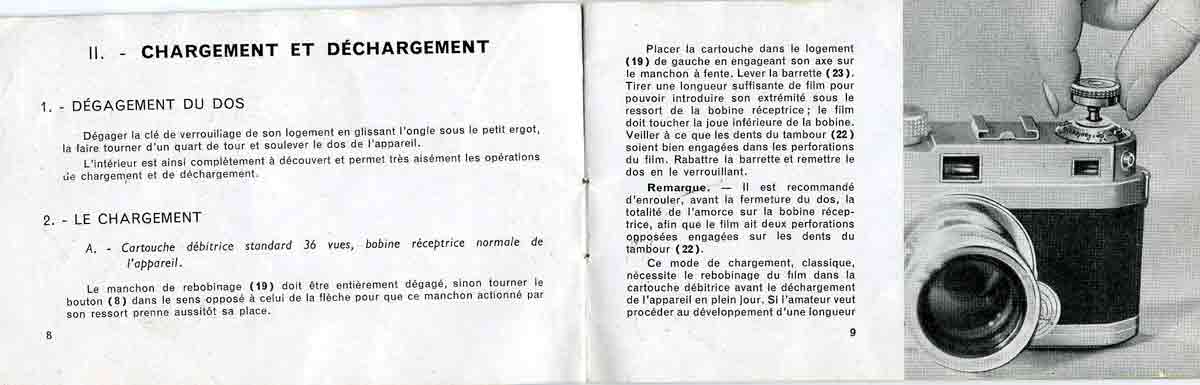 II. - CHARGEMENT ET DÉCHARGEMENT
1. - DÉGAGEMENT DU DOS
Dégager la clé de verrouillage de son logement en glissant l'ongle sous le petit ergot,
la faire tourner d'un quart de tour et soulever le dos de l'appareil.
L'intérieur est ainsi complètement à découvert et permet très aisément les opérations
de chargement et de déchargement.
2. - LE CHARGEMENT
A. - Cartouche débitrice standard 36 vues, bobine réceptrice normale de
l'appareil.
Le manchon de rebobinage (19) doit être entièrement dégagé, sinon tourner le
bouton (8) dans le sens opposé à celui de la flèche pour que ce manchon actionné par
son ressort prenne aussitôt sa place.
8
Placer la cartouche dans le logement
(19) de gauche en engageant son axe sur
le manchon à fente. Lever la barrette (23).
Tirer une longueur suffisante de film pour
pouvoir introduire son extrémité sous le
ressort de la bobine réceptrice ; le film
doit toucher la joue inférieure de la bobine.
Veiller à ce que les dents du tambour (22)
soient bien engagées dans les perforations
du film. Rabattre la barrette et remettre le
dos en le verrouillant.
Remarque. — Il est recommandé
d'enrouler, avant la fermeture du dos, la
totalité de l'amorce sur la bobine récep-
trice, afin que le film ait deux perforations
opposées engagées sur les dents du
tambour (22).
Ce mode de chargement, classique,
nécessite le rebobinage du film dans la
cartouche débitrice avant le déchargement
de l'appareil en plein jour. Si l'amateur veut
procéder au développement d'une longueur
9